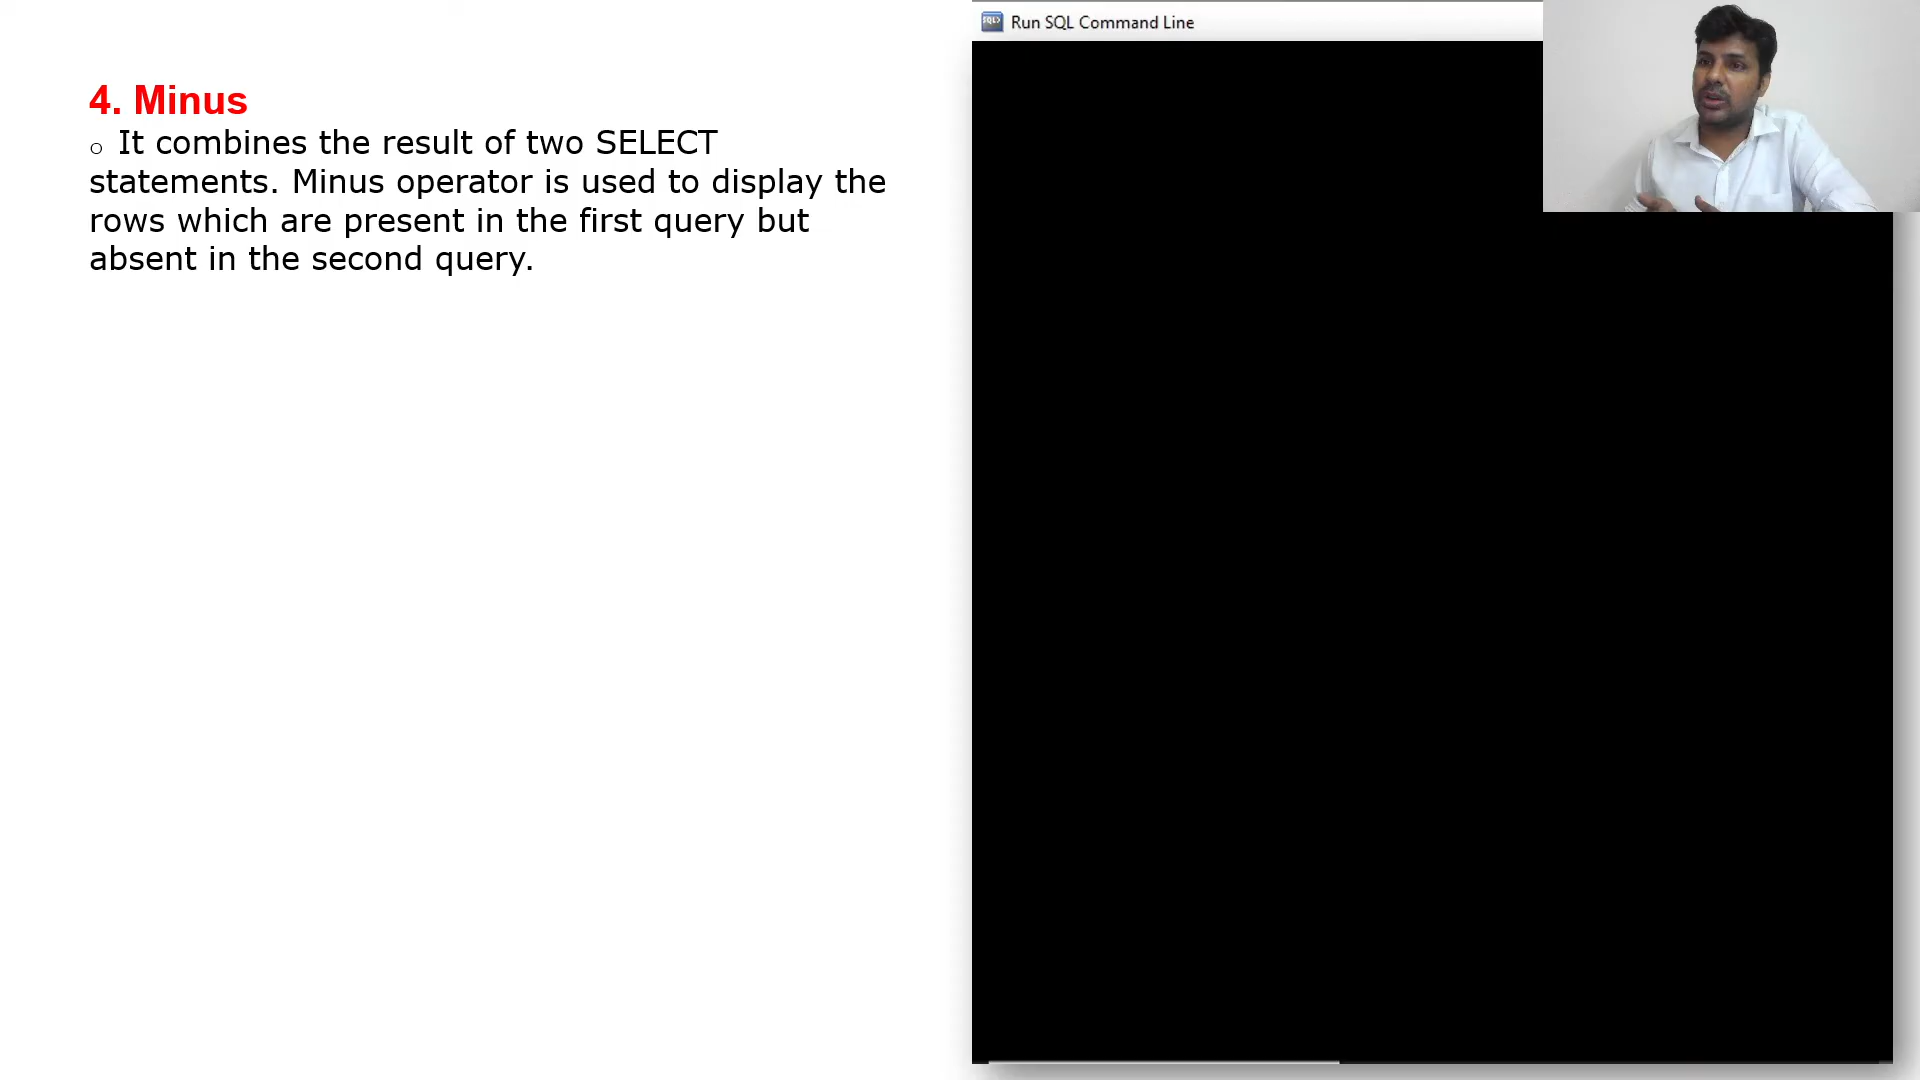 4. Minus
o It combines the result of two SELECT
statements. Minus operator is used to display the
rows which are present in the first query but
absent in the second query.
SQL>
Run SQL Command Line